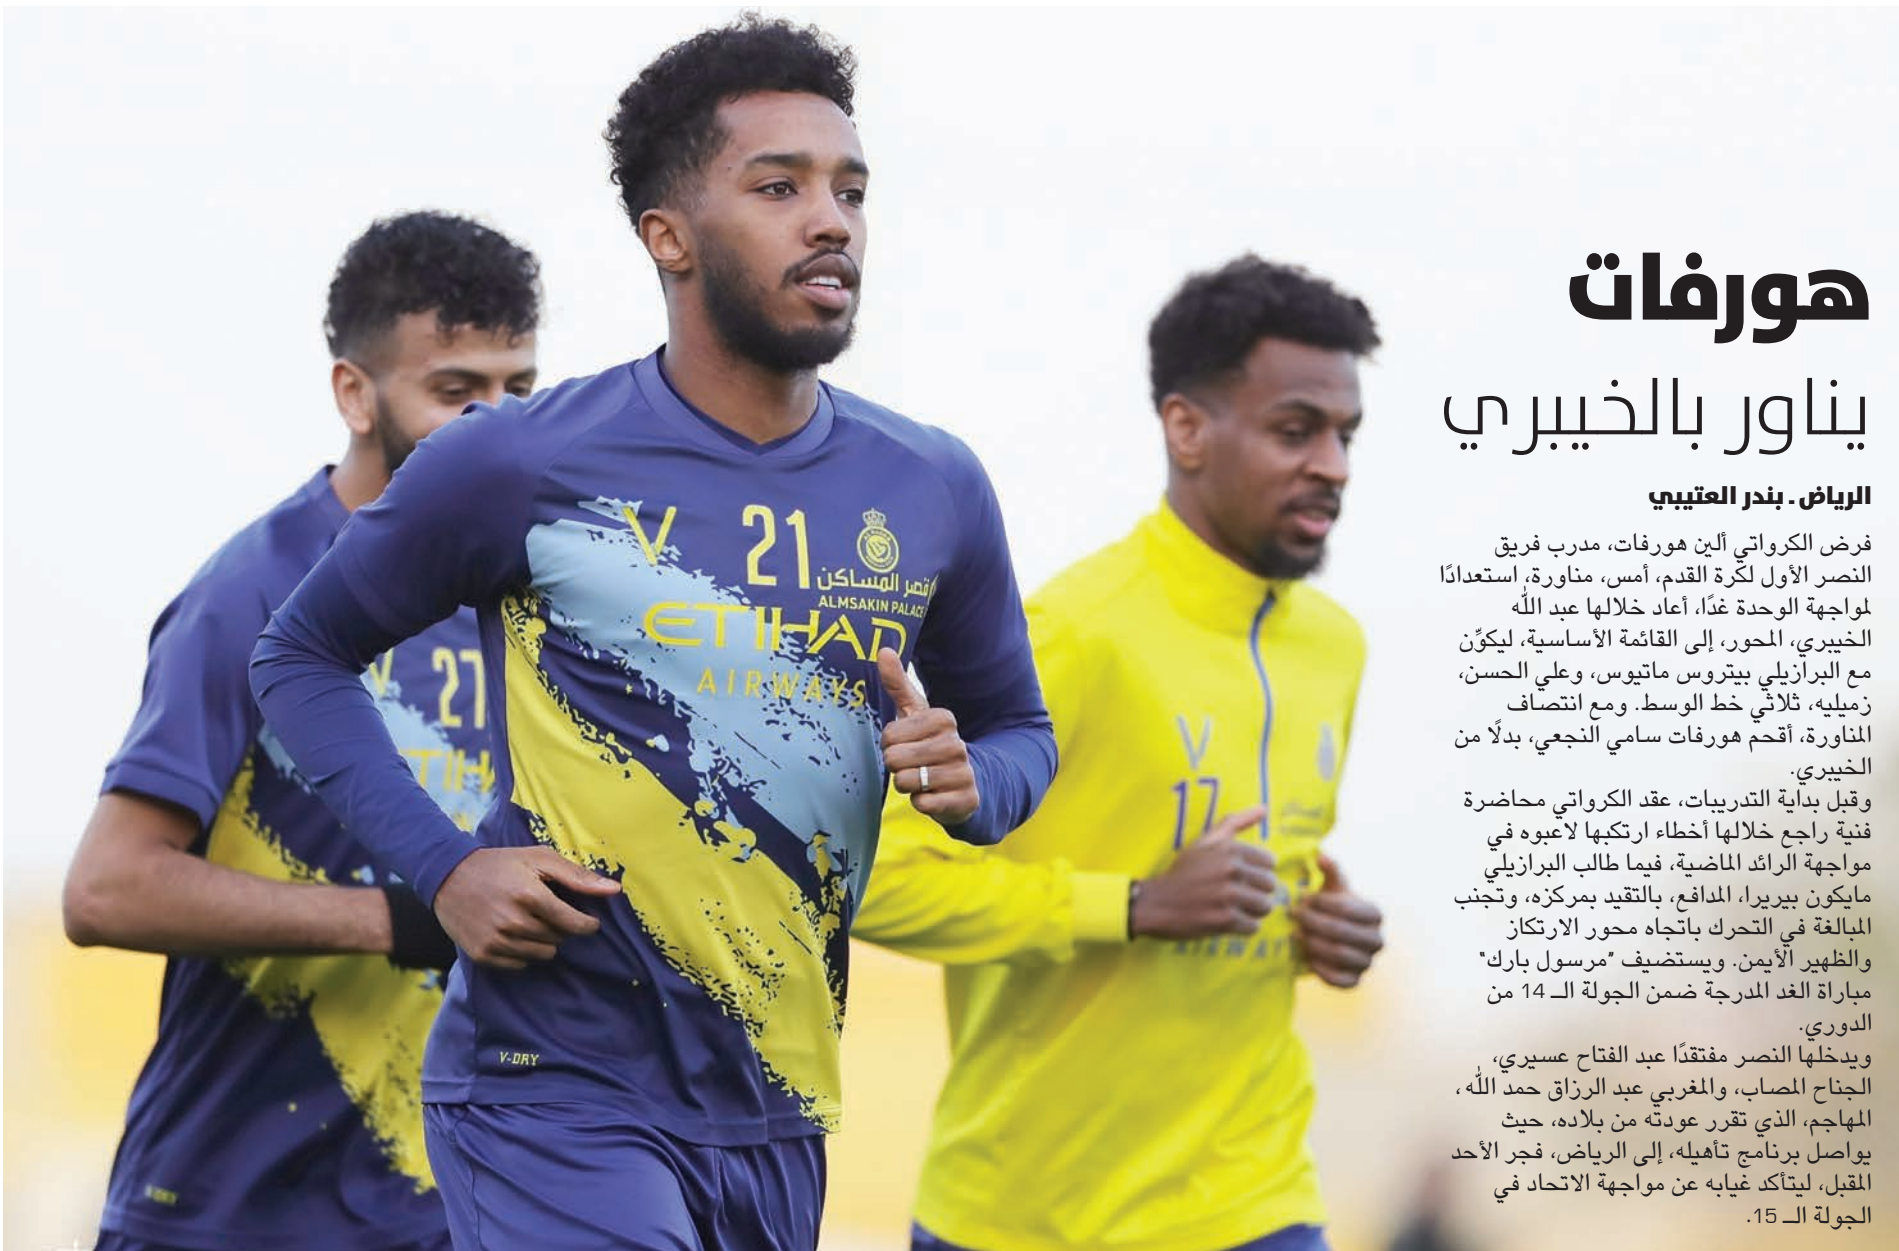 هورفات
يناور بالخيبري
الرياض ـ بندر العتيبي
فرض الكرواتي ألين هورفات، مدرب فريق
النصر الأول لكرة القدم، أمس، مناورة، استعدادًا
لمواجهة الوحدة غدًا، أعاد خلالها عبد الله
الخيبري، المحور، إلى القائمة الأساسية، ليكوِّن
مع البرازيلي بيتروس ماتيوس، وعلي الحسن،
زميليه، ثلاثي خط الوسط. ومع انتصاف
المناورة، أقحم هورفات سامي النجعي، بدلًا من
الخيبري.
وقبل بداية التدريبات، عقد الكرواتي محاضرة
فنية راجع خلالها أخطاء ارتكبها لاعبوه في
مواجهة الرائد الماضية، فيما طالب البرازيلي
مايكون بيريرا، المدافع، بالتقيد بمركزه، وتجنب
المبالغة في التحرك باتجاه محور الارتكاز
والظهير الأيمن. ويستضيف "مرسول بارك"
مباراة الغد المدرجة ضمن الجولة الـ 14 من
الدوري.
ويدخلها النصر مفتقدًا عبد الفتاح عسيري،
الجناح المصاب، والمغربي عبد الرزاق حمد الله،
المهاجم، الذي تقرر عودته من بلاده، حيث
يواصل برنامج تأهيله، إلى الرياض، فجر الأحد
المقبل، ليتأكد غيابه عن مواجهة الاتحاد في
الجولة الـ 15.
V 21
قصر المساكن
ALMSAKIN PALACE
ETIHAD
AIRWAYS
V-DRY
V 27
ETIH
V
17
AIRWAYS